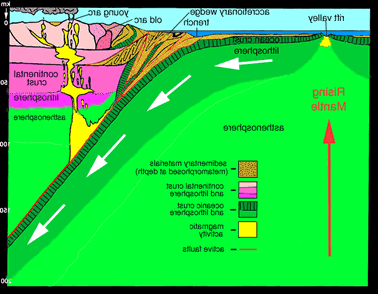 km
0
young arc
old arc
accretionary wedge
trench
rift valley
oceanic crust
lithosphere
continental
crust
lithosphere
asthenosphere
50
100
150
200
Rising
Mantle
asthenosphere
sedimentary materials
(metamorphosed at depth)
continental crust
and lithosphere
oceanic crust
and lithosphere
magmatic
activity
active faults